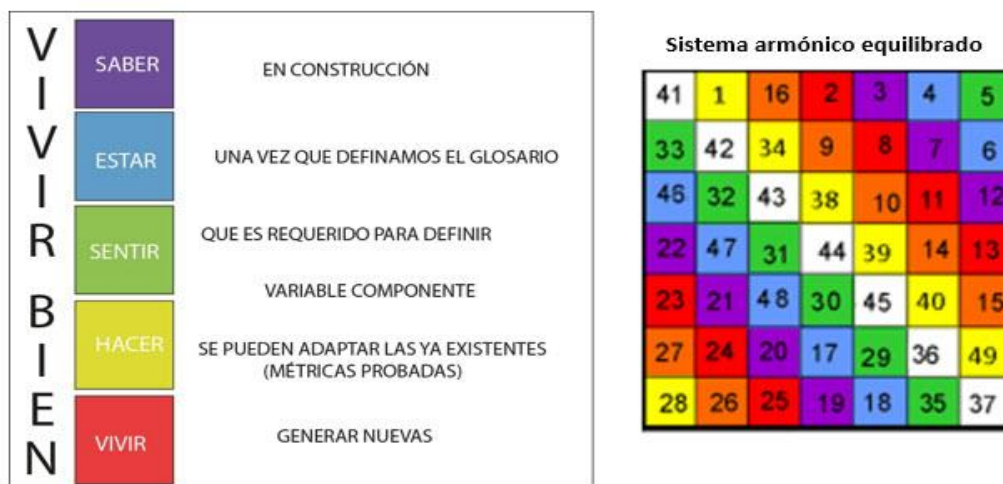 VIVIR BIEN
SABER
EN CONSTRUCCIÓN
ESTAR
UNA VEZ QUE DEFINAMOS EL GLOSARIO
SENTIR
QUE ES REQUERIDO PARA DEFINIR
VARIABLE COMPONENTE
HACER
SE PUEDEN ADAPTAR LAS YA EXISTENTES
(MÉTRICAS PROBADAS)
VIVIR
GENERAR NUEVAS
Sistema armónico equilibrado
41 1 16 2 3 4 5
33 42 34 9 8 7 6
46 32 43 38 10 11 12
22 47 31 44 39 14 13
23 21 48 30 45 40 15
27 24 20 17 29 36 49
28 26 25 19 18 35 37